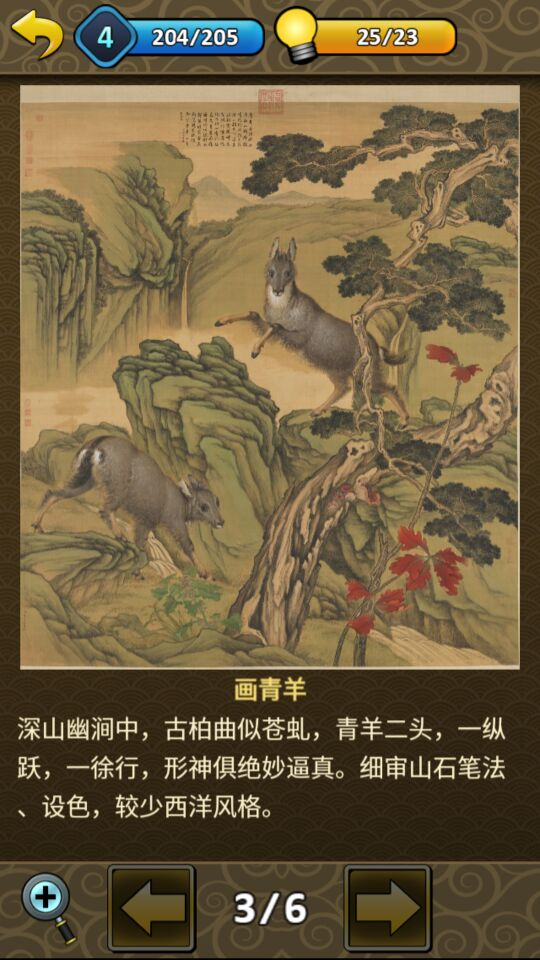 4
204/205
25/23
画青羊
深山幽涧中，古柏曲似苍虬，青羊二头，一纵
跃，一徐行，形神俱绝妙逼真。细审山石笔法
、设色，较少西洋风格。
3/6